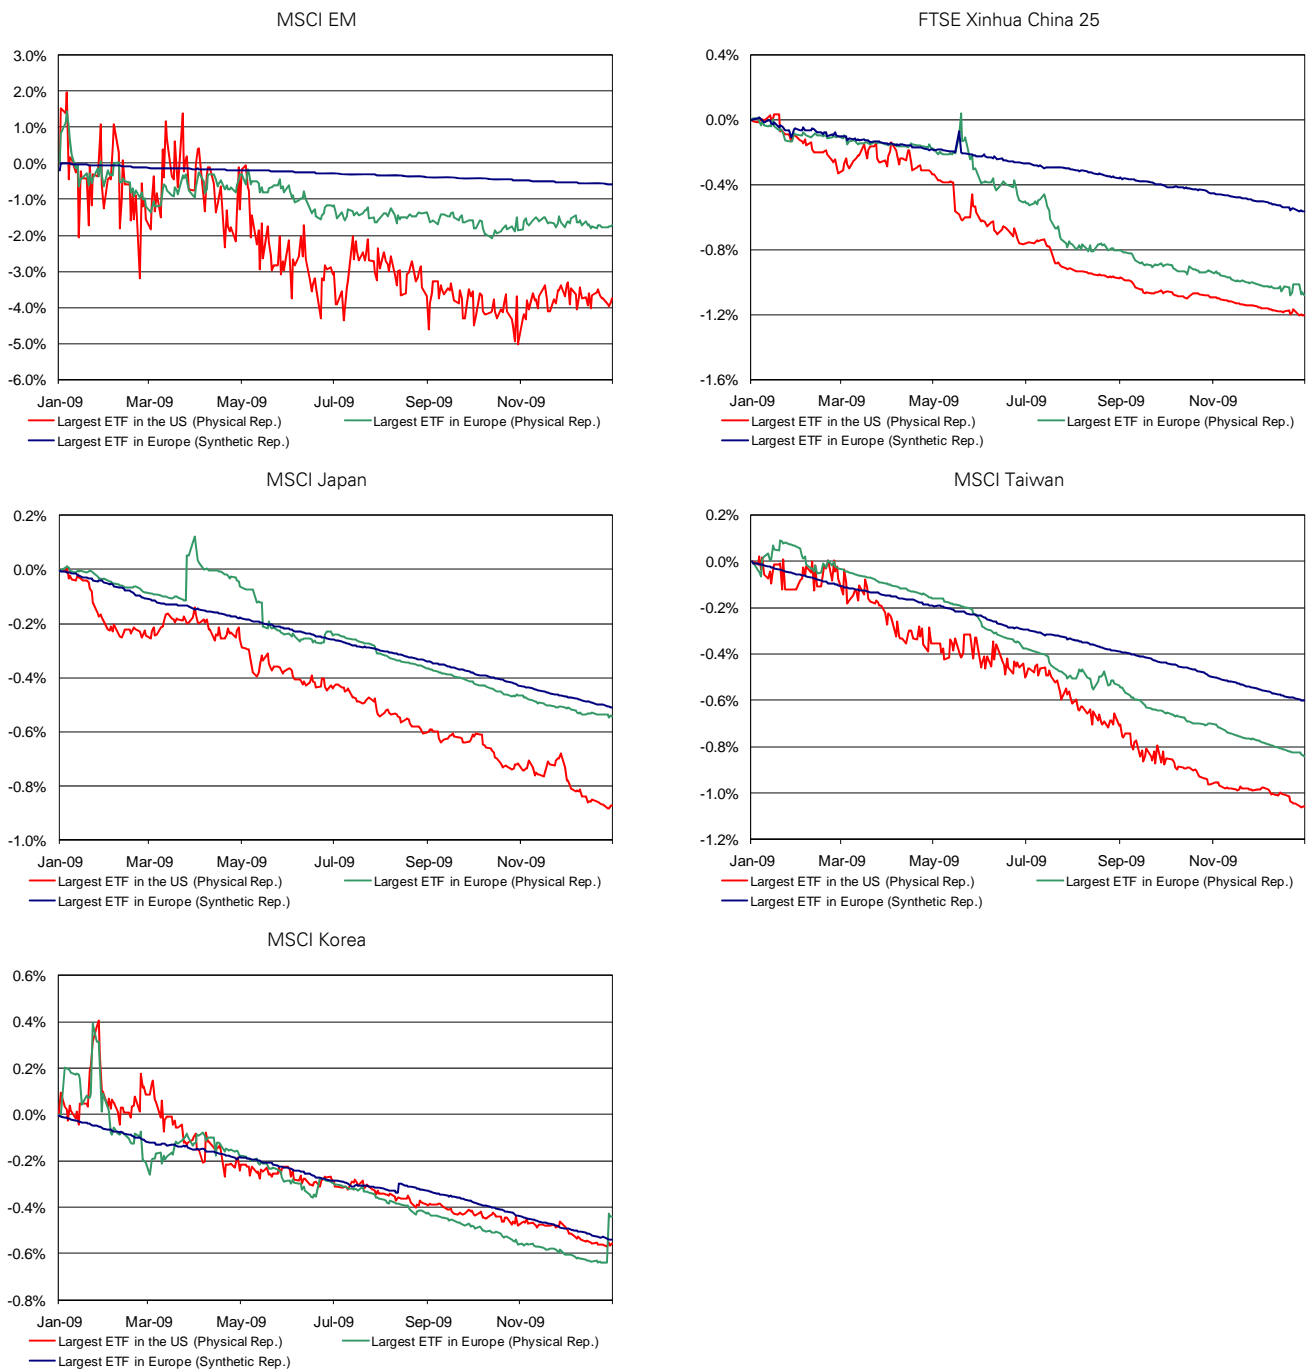 MSCI EM
3.0%
2.0%
1.0%
0.0%
-1.0%
-2.0%
-3.0%
-4.0%
-5.0%
-6.0%
Jan-09 Mar-09 May-09 Jul-09 Sep-09 Nov-09
Largest ETF in the US (Physical Rep.) Largest ETF in Europe (Physical Rep.)
Largest ETF in Europe (Synthetic Rep.)
FTSE Xinhua China 25
0.4%
0.0%
-0.4%
-0.8%
-1.2%
-1.6%
Jan-09 Mar-09 May-09 Jul-09 Sep-09 Nov-09
Largest ETF in the US (Physical Rep.) Largest ETF in Europe (Physical Rep.)
Largest ETF in Europe (Synthetic Rep.)
MSCI Japan
0.2%
0.0%
-0.2%
-0.4%
-0.6%
-0.8%
-1.0%
Jan-09 Mar-09 May-09 Jul-09 Sep-09 Nov-09
Largest ETF in the US (Physical Rep.) Largest ETF in Europe (Physical Rep.)
Largest ETF in Europe (Synthetic Rep.)
MSCI Taiwan
0.2%
0.0%
-0.2%
-0.4%
-0.6%
-0.8%
-1.0%
-1.2%
Jan-09 Mar-09 May-09 Jul-09 Sep-09 Nov-09
Largest ETF in the US (Physical Rep.) Largest ETF in Europe (Physical Rep.)
Largest ETF in Europe (Synthetic Rep.)
MSCI Korea
0.6%
0.4%
0.2%
0.0%
-0.2%
-0.4%
-0.6%
-0.8%
Jan-09 Mar-09 May-09 Jul-09 Sep-09 Nov-09
Largest ETF in the US (Physical Rep.) Largest ETF in Europe (Physical Rep.)
Largest ETF in Europe (Synthetic Rep.)